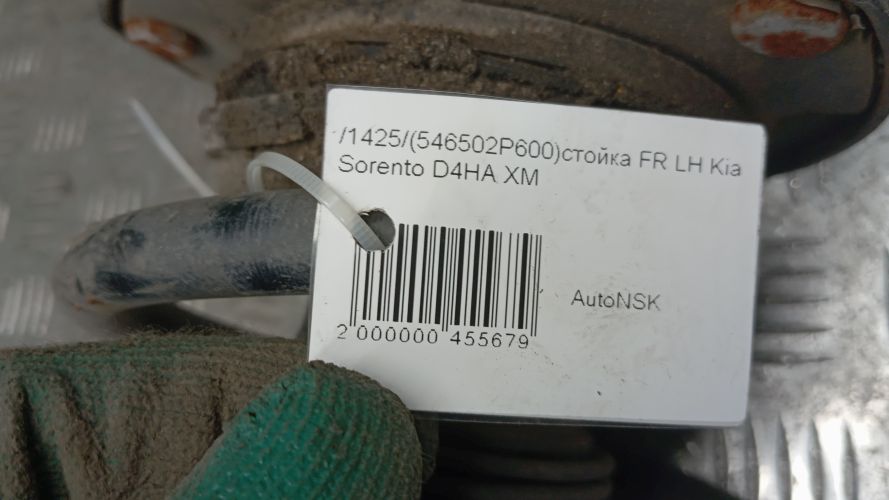 /1425/(546502P600)стойка FR LH Kia
Sorento D4HA XM
AutoNSK
2 000000 455679